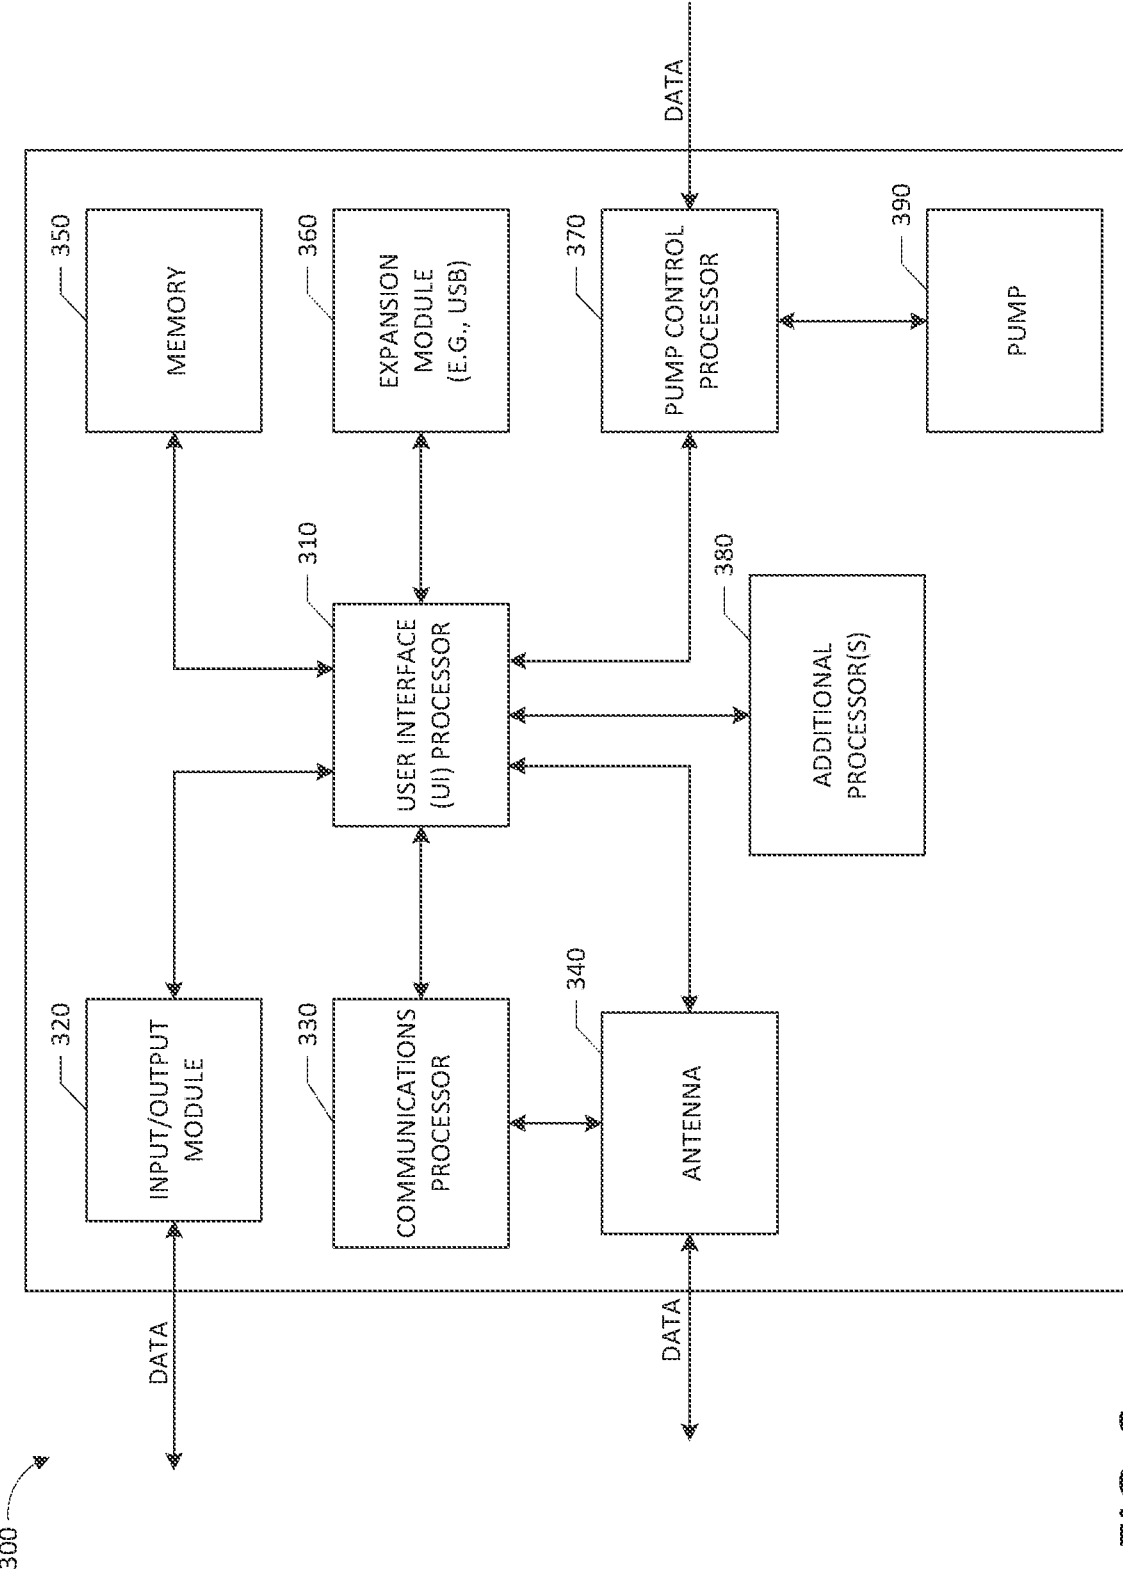 300
DATA
320
INPUT/OUTPUT
MODULE
350
MEMORY
330
COMMUNICATIONS
PROCESSOR
310
USER INTERFACE
(UI) PROCESSOR
360
EXPANSION
MODULE
(E.G., USB)
DATA
340
ANTENNA
380
ADDITIONAL
PROCESSOR(S)
370
PUMP CONTROL
PROCESSOR
DATA
390
PUMP